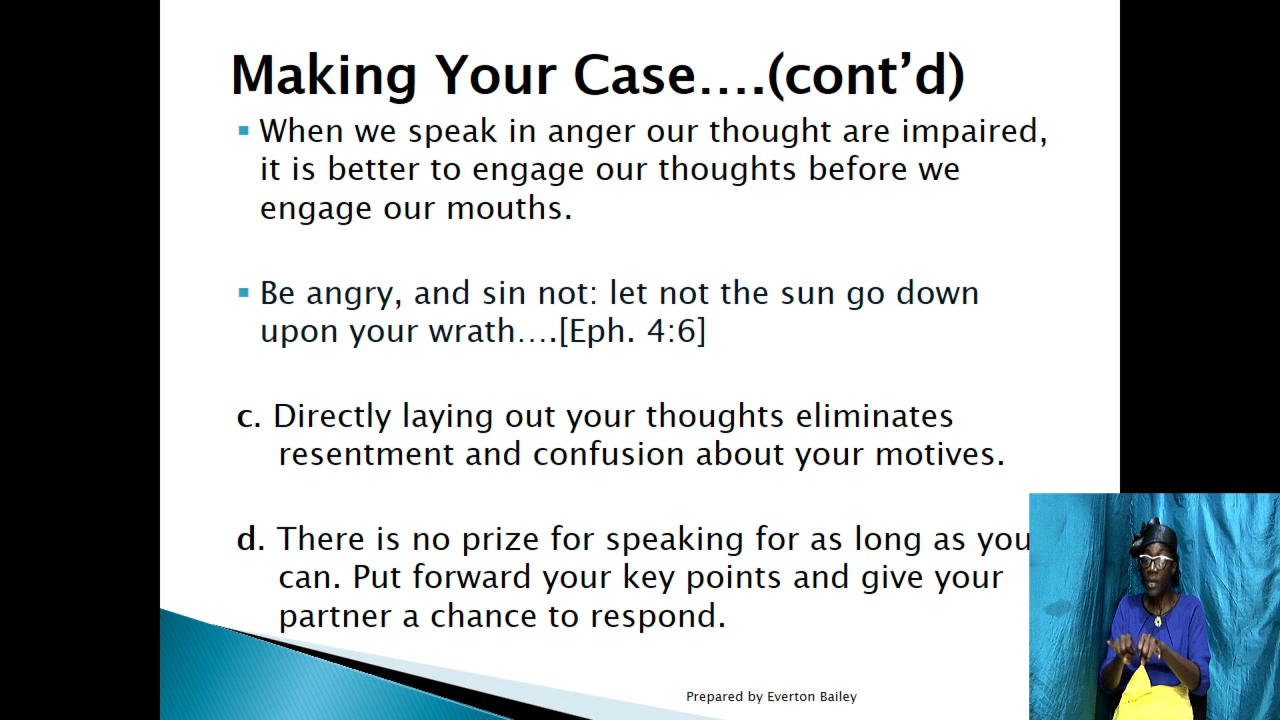 Making Your Case....(cont’d)
▪ When we speak in anger our thought are impaired,
it is better to engage our thoughts before we
engage our mouths.
▪ Be angry, and sin not: let not the sun go down
upon your wrath….[Eph. 4:6]
c. Directly laying out your thoughts eliminates
resentment and confusion about your motives.
d. There is no prize for speaking for as long as you
can. Put forward your key points and give your
partner a chance to respond.
Prepared by Everton Bailey